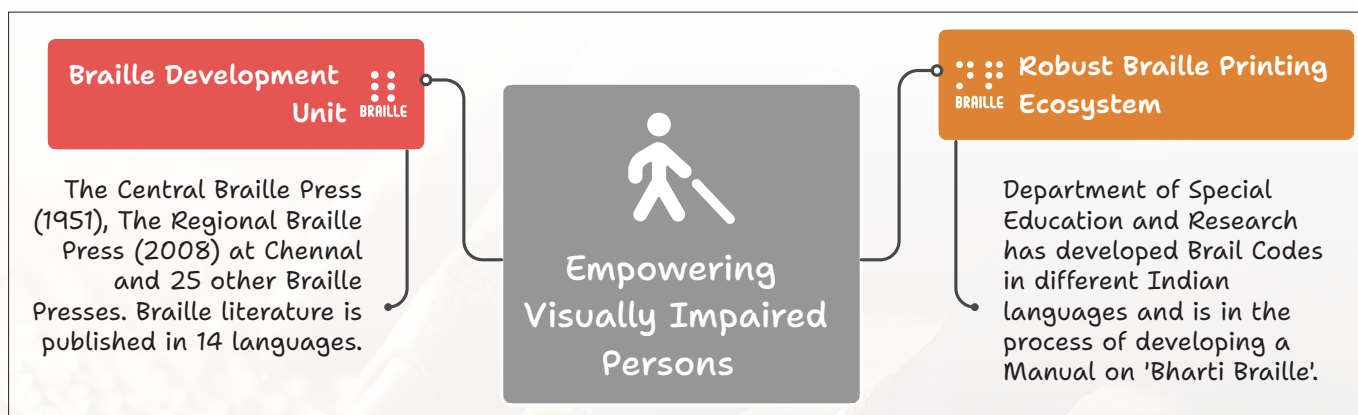 Braille Development
Unit
BRAILLE
The Central Braille Press
(1951), The Regional Braille
Press (2008) at Chennal
and 25 other Braille
Presses. Braille literature is
published in 14 languages.
Empowering
Visually Impaired
Persons
BRAILLE
Robust Braille Printing
Ecosystem
Department of Special
Education and Research
has developed Brail Codes
in different Indian
languages and is in the
process of developing a
Manual on 'Bharti Braille'.